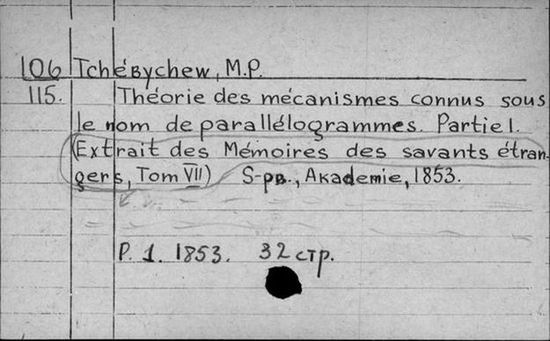 106 Tchébychew, M.P.
115. Théorie des mécanismes connus sous
le nom de parallélogrammes. Partie I.
(Extrait des Mémoires des savants étran-
gers, Tom VII) S-рв., Akademie, 1853.
P. 1. 1853. 32 стр.